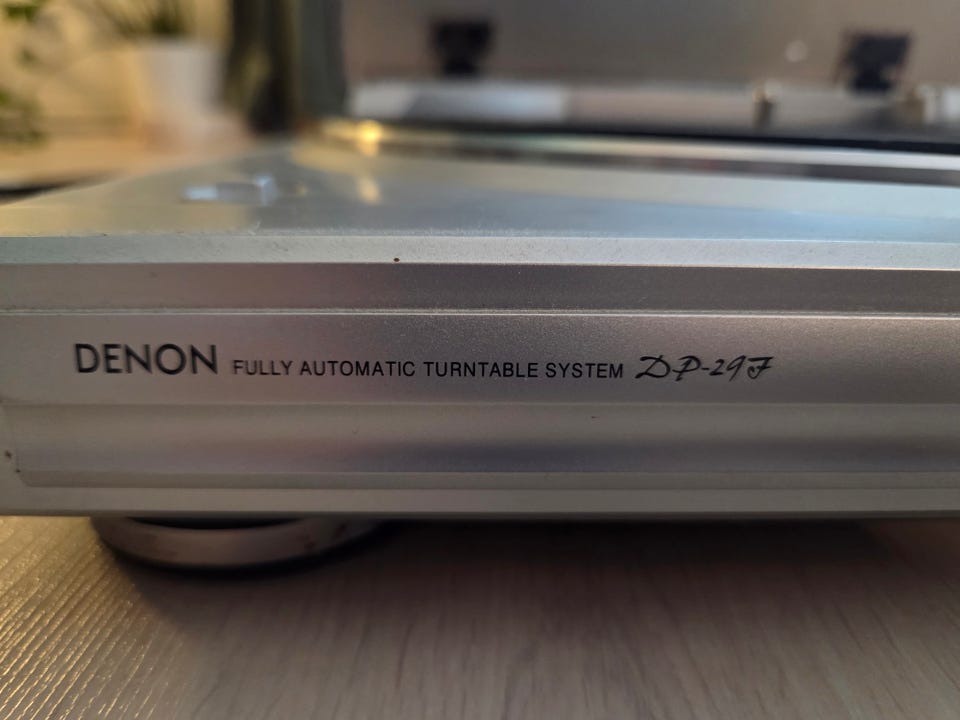 DENON FULLY AUTOMATIC TURNTABLE SYSTEM DP-29F